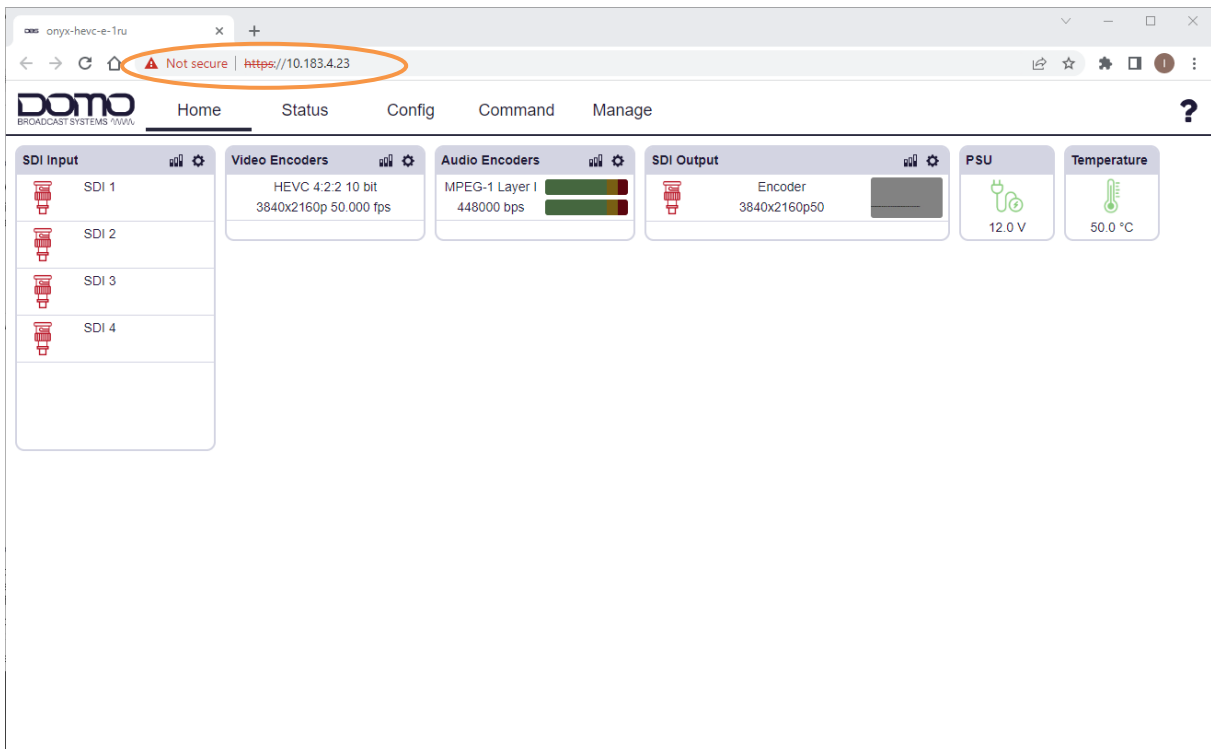 onyx-hevc-e-1ru
Not secure | https://10.183.4.23
DOMO
BROADCAST SYSTEMS
Home Status Config Command Manage ?
SDI Input
SDI 1
SDI 2
SDI 3
SDI 4
Video Encoders
HEVC 4:2:2 10 bit
3840x2160p 50.000 fps
Audio Encoders
MPEG-1 Layer I
448000 bps
SDI Output
Encoder
3840x2160p50
PSU
12.0 V
Temperature
50.0 °C